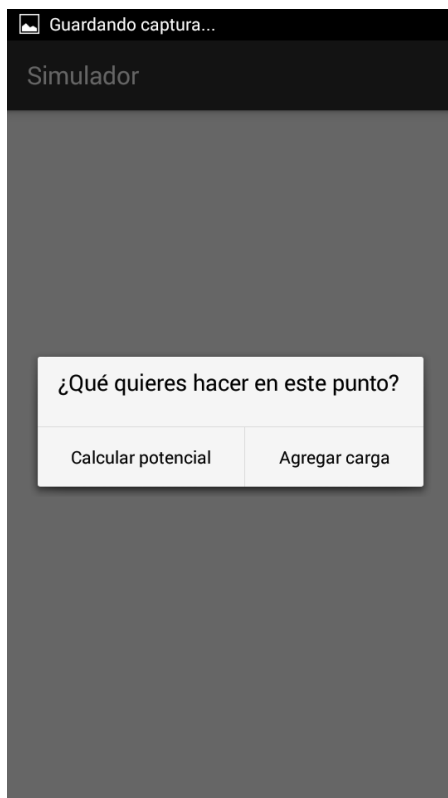 Guardando captura...
Simulador
¿Qué quieres hacer en este punto?
Calcular potencial
Agregar carga